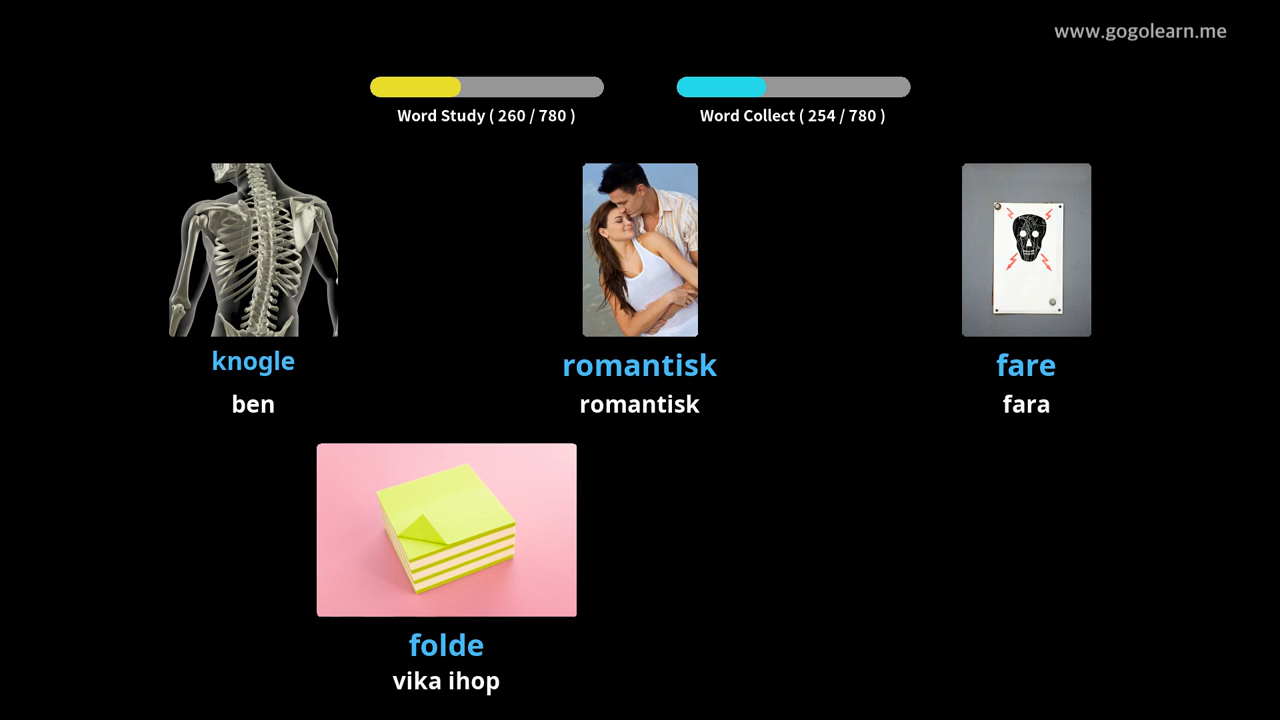 www.gogolearn.me
Word Study ( 260 / 780 )
Word Collect ( 254 / 780 )
knogle
ben
romantisk
romantisk
fare
fara
folde
vika ihop